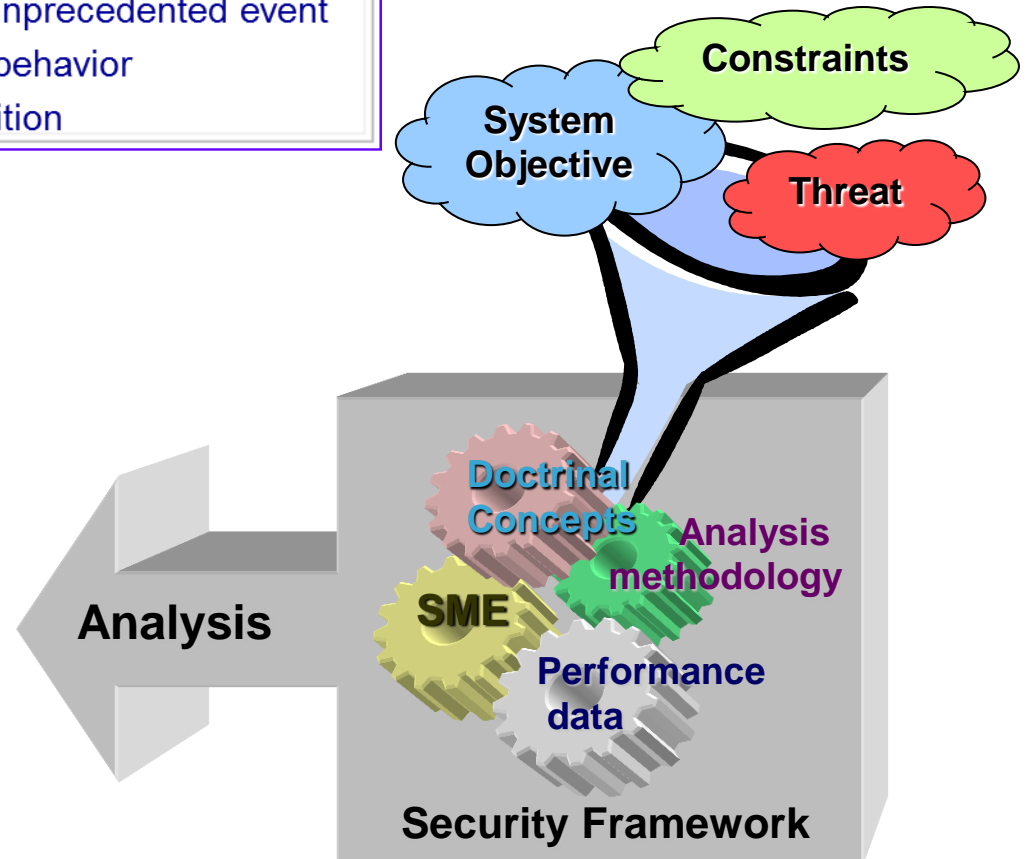 nprecedented event
behavior
ition
Constraints
System
Objective
Threat
Doctrinal
Concepts
Analysis
methodology
SME
Analysis
Performance
data
Security Framework